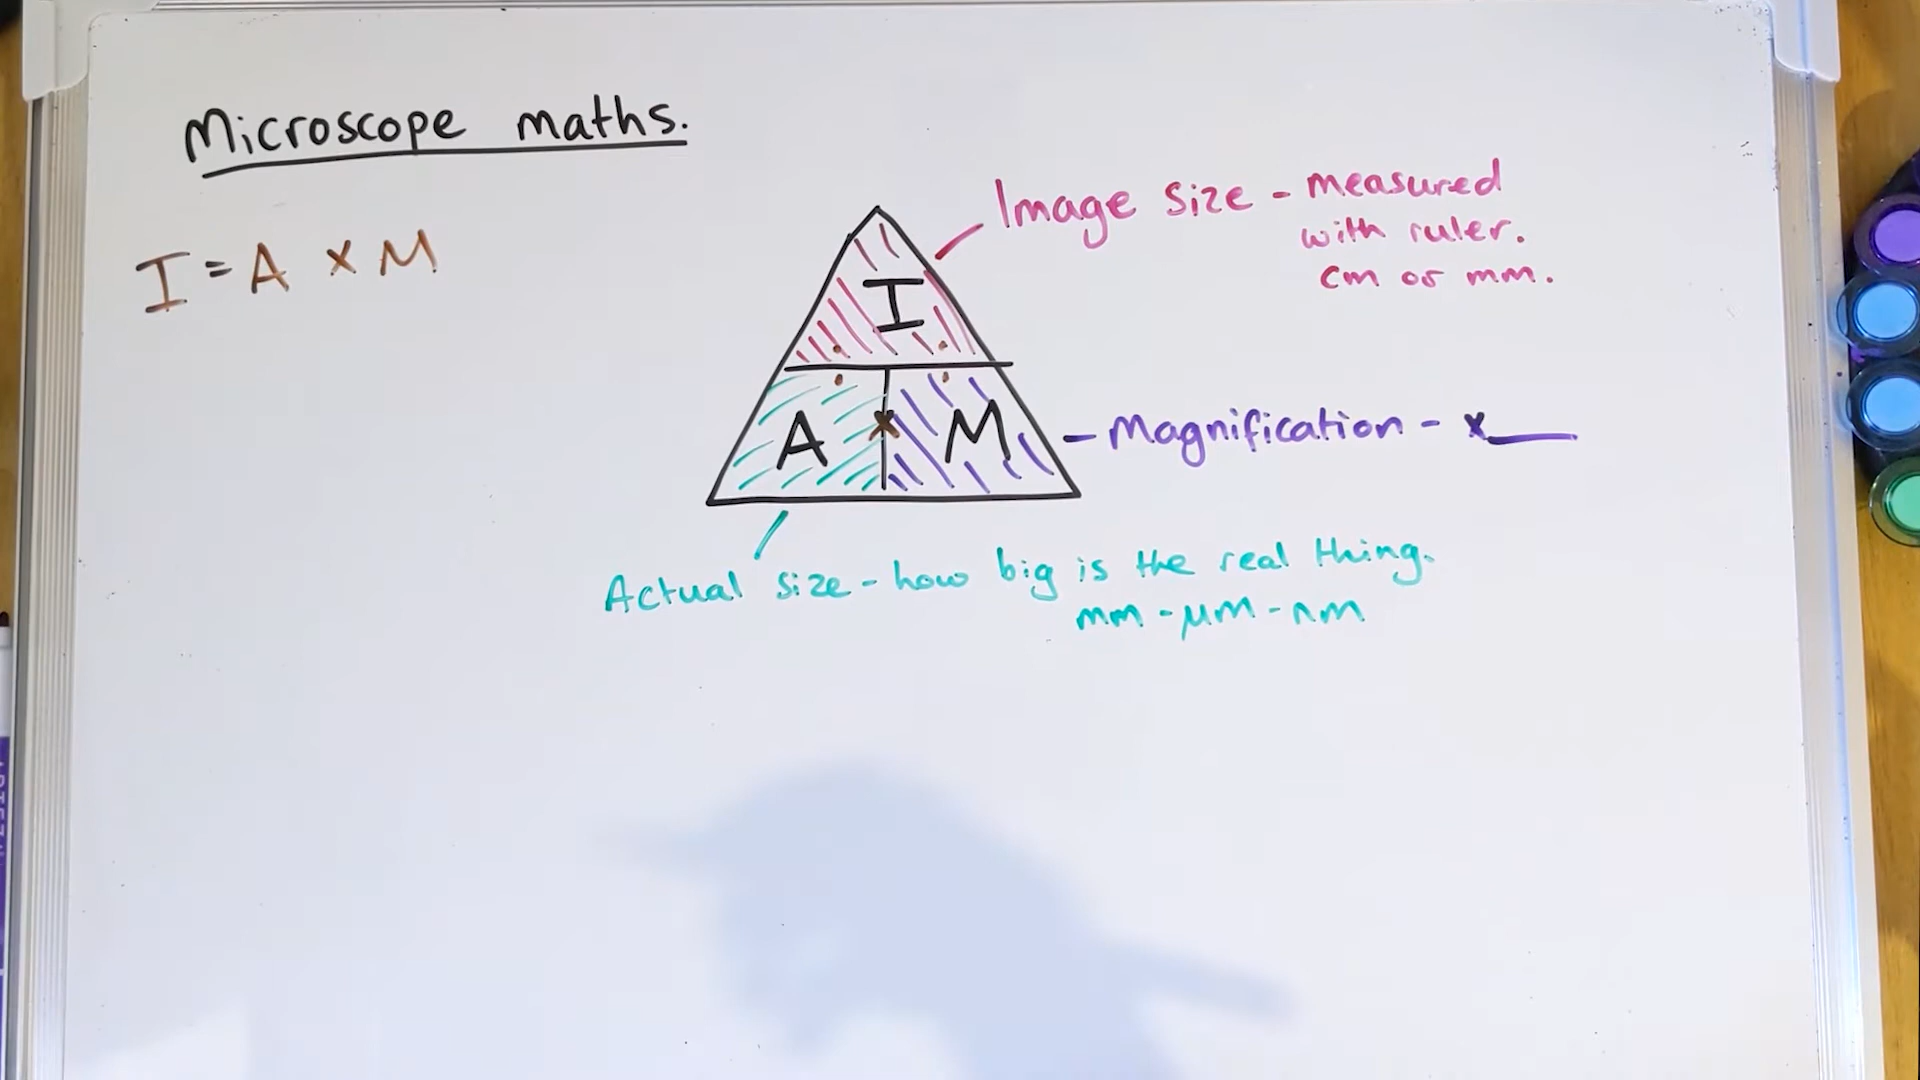 Microscope maths.
I = A × M
Image size - measured
with ruler.
cm or mm.
I
A × M
- Magnification - ×____
Actual size - how big is the real thing.
mm - μm - nm